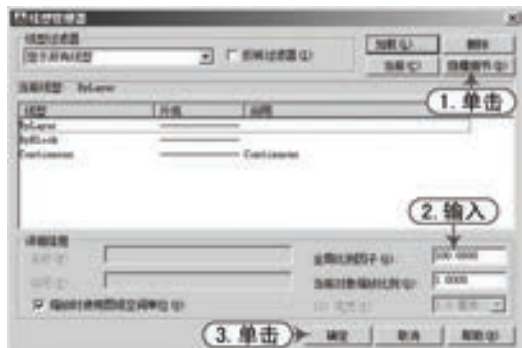 线型管理器
线型过滤器
显示所有线型
反转过滤器(I)
加载(L)
删除
当前(C)
隐藏细节(D)
当前线型: ByLayer
1. 单击
线型 外观 说明
ByLayer
ByBlock
Continuous Continuous
2. 输入
详细信息
全局比例因子(G)
100.0000
当前对象缩放比例(O)
1.0000
缩放时使用图纸空间单位(U)
3. 单击
确定
取消
帮助(H)